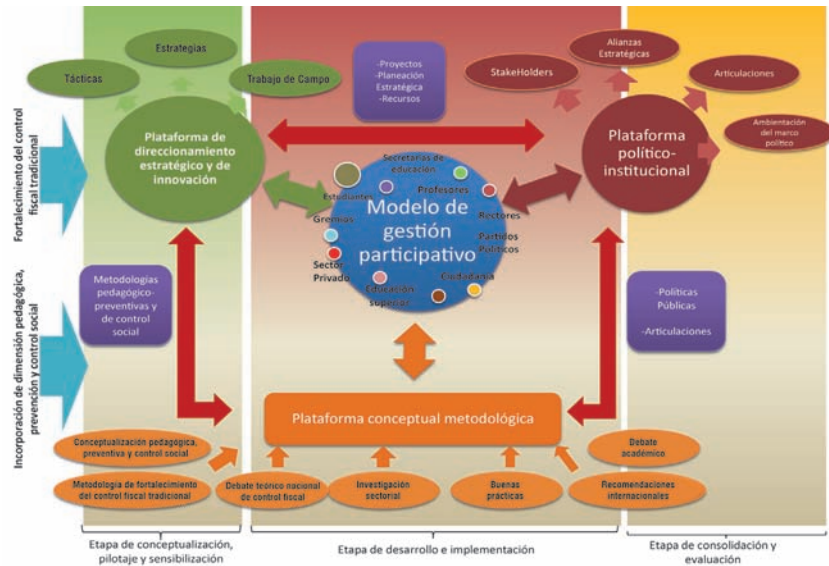 Estrategias
Tácticas
Trabajo de Campo
-Proyectos
-Planeación
Estratégica
-Recursos
StakeHolders
Alianzas
Estratégicas
Articulaciones
Ambientación
del marco
político
Fortalecimiento del control
fiscal tradicional
Plataforma de
direccionamiento
estratégico y de
innovación
Plataforma
político-
institucional
Secretarías de
educación
Estudiantes
Profesores
Gremios
Rectores
Modelo de
gestión
participativo
Partidos
Políticos
Sector
Privado
Ciudadanía
Educación
superior
Incorporación de dimensión pedagógica,
prevención y control social
Metodologías
pedagógico-
preventivas y
de control
social
-Políticas
Públicas
-Articulaciones
Plataforma conceptual metodológica
Conceptualización pedagógica,
preventiva y control social
Metodología de fortalecimiento
del control fiscal tradicional
Debate teórico nacional
de control fiscal
Investigación
sectorial
Buenas
prácticas
Recomendaciones
internacionales
Debate
académico
Etapa de conceptualización,
pilotaje y sensibilización
Etapa de desarrollo e implementación
Etapa de consolidación y
evaluación